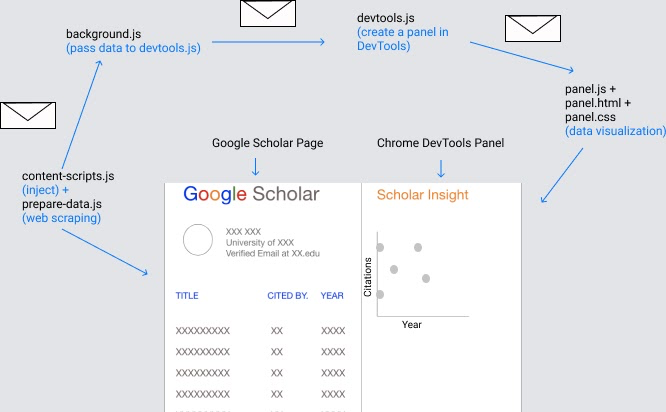 background.js
(pass data to devtools.js)
devtools.js
(create a panel in
DevTools)
panel.js +
panel.html +
panel.css
(data visualization)
content-scripts.js
(inject) +
prepare-data.js
(web scraping)
Google Scholar Page
Chrome DevTools Panel
Google Scholar
XXX XXX
University of XXX
Verified Email at XX.edu
TITLE CITED BY. YEAR
XXXXXXXXX XX XXXX
XXXXXXXXX XX XXXX
XXXXXXXXX XX XXXX
XXXXXXXXX XX XXXX
Scholar Insight
Citations
Year